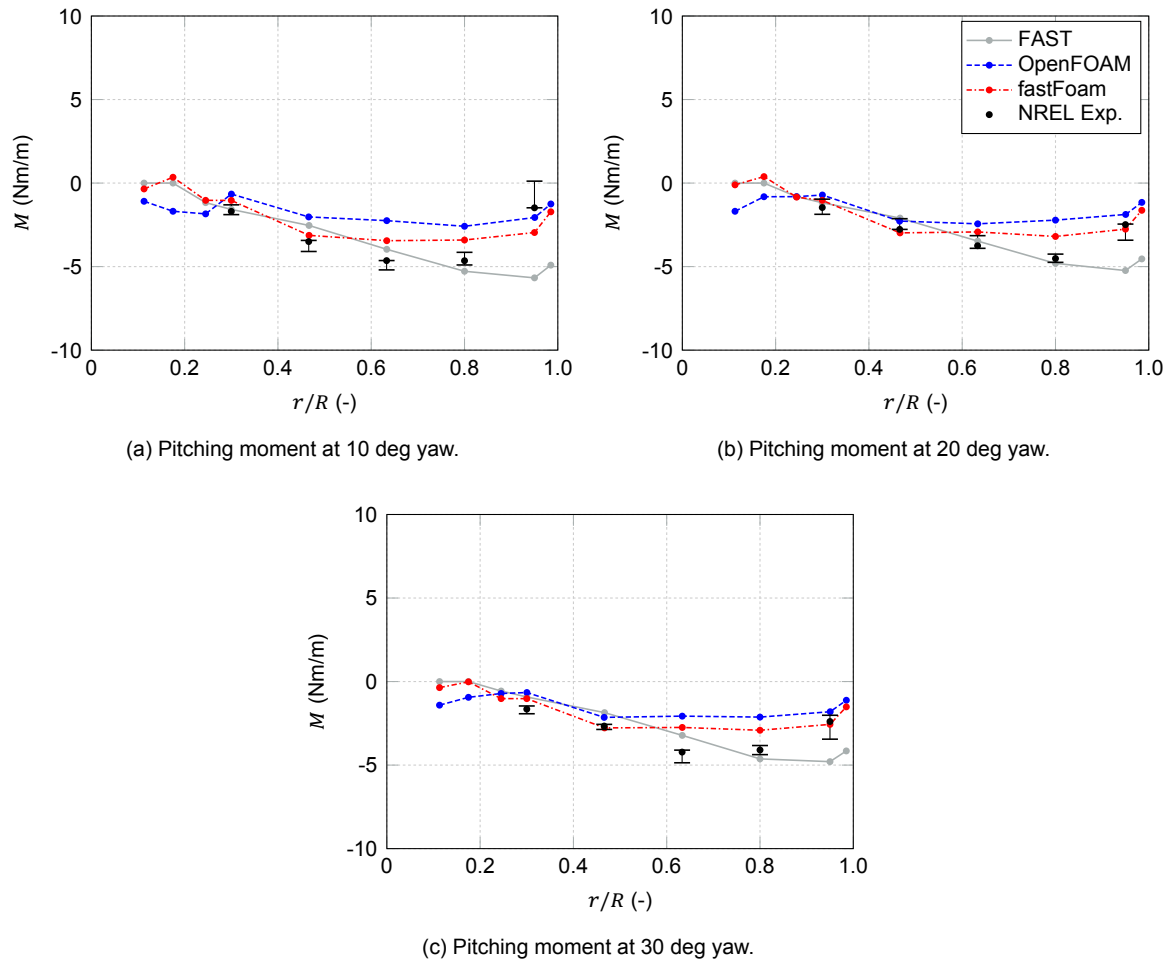 10
5
0
-5
-10
0
0.2
0.4
0.6
0.8
1.0
M (Nm/m)
r/R (-)
(a) Pitching moment at 10 deg yaw.
10
5
0
-5
-10
0
0.2
0.4
0.6
0.8
1.0
M (Nm/m)
r/R (-)
FAST
OpenFOAM
fastFoam
NREL Exp.
(b) Pitching moment at 20 deg yaw.
10
5
0
-5
-10
0
0.2
0.4
0.6
0.8
1.0
M (Nm/m)
r/R (-)
(c) Pitching moment at 30 deg yaw.